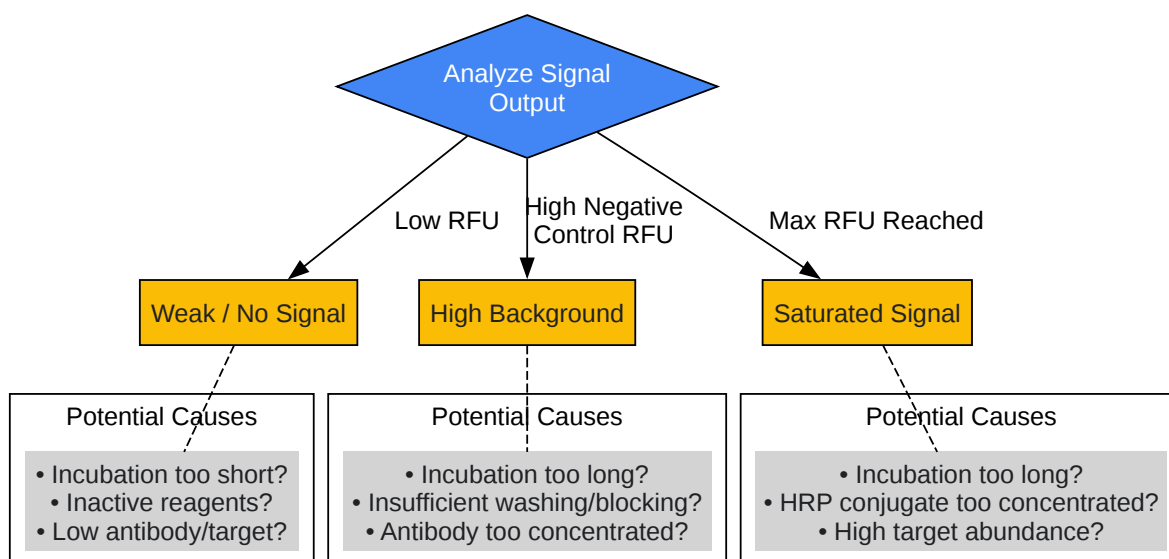 Analyze Signal
Output
Low RFU
High Negative
Control RFU
Max RFU Reached
Weak / No Signal
High Background
Saturated Signal
Potential Causes
• Incubation too short?
• Inactive reagents?
• Low antibody/target?
Potential Causes
• Incubation too long?
• Insufficient washing/blocking?
• Antibody too concentrated?
Potential Causes
• Incubation too long?
• HRP conjugate too concentrated?
• High target abundance?